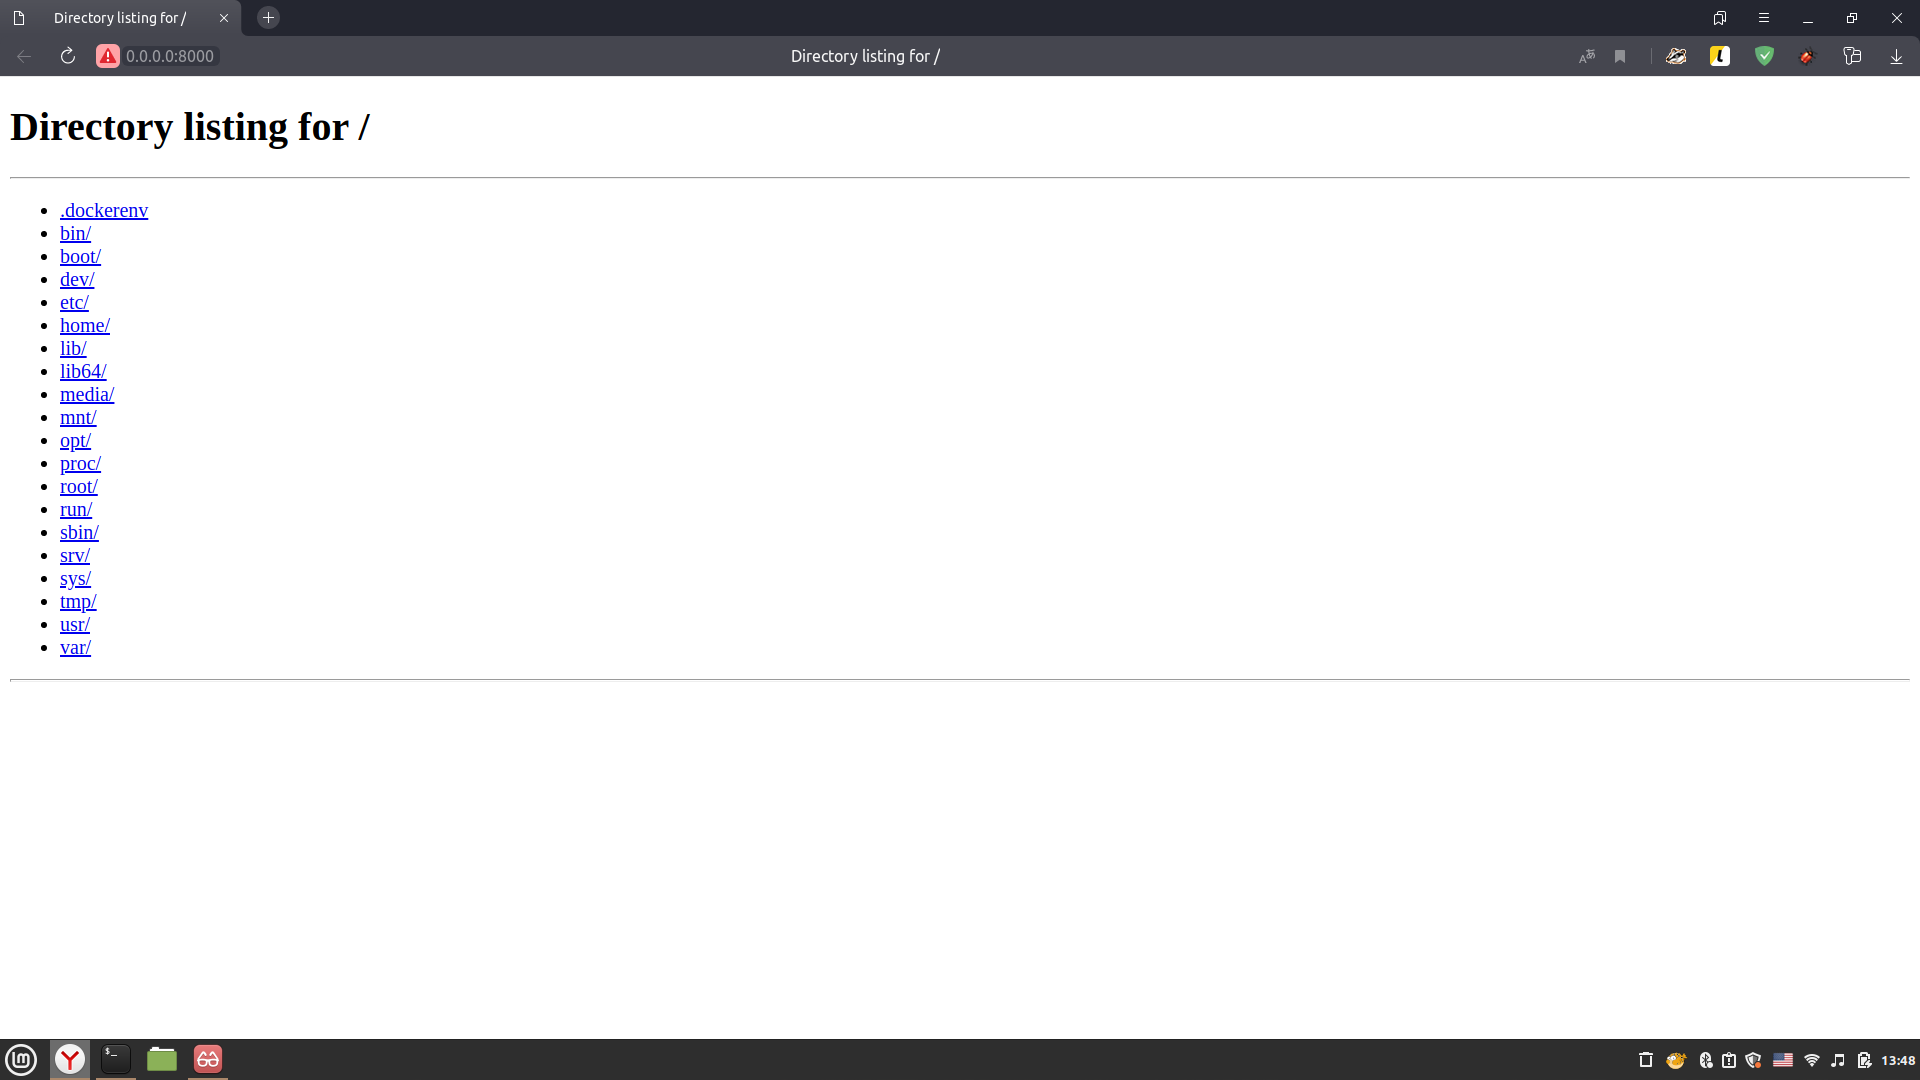 Directory listing for /
0.0.0.0:8000
Directory listing for /
Directory listing for /
.dockerenv
bin/
boot/
dev/
etc/
home/
lib/
lib64/
media/
mnt/
opt/
proc/
root/
run/
sbin/
srv/
sys/
tmp/
usr/
var/
13:48